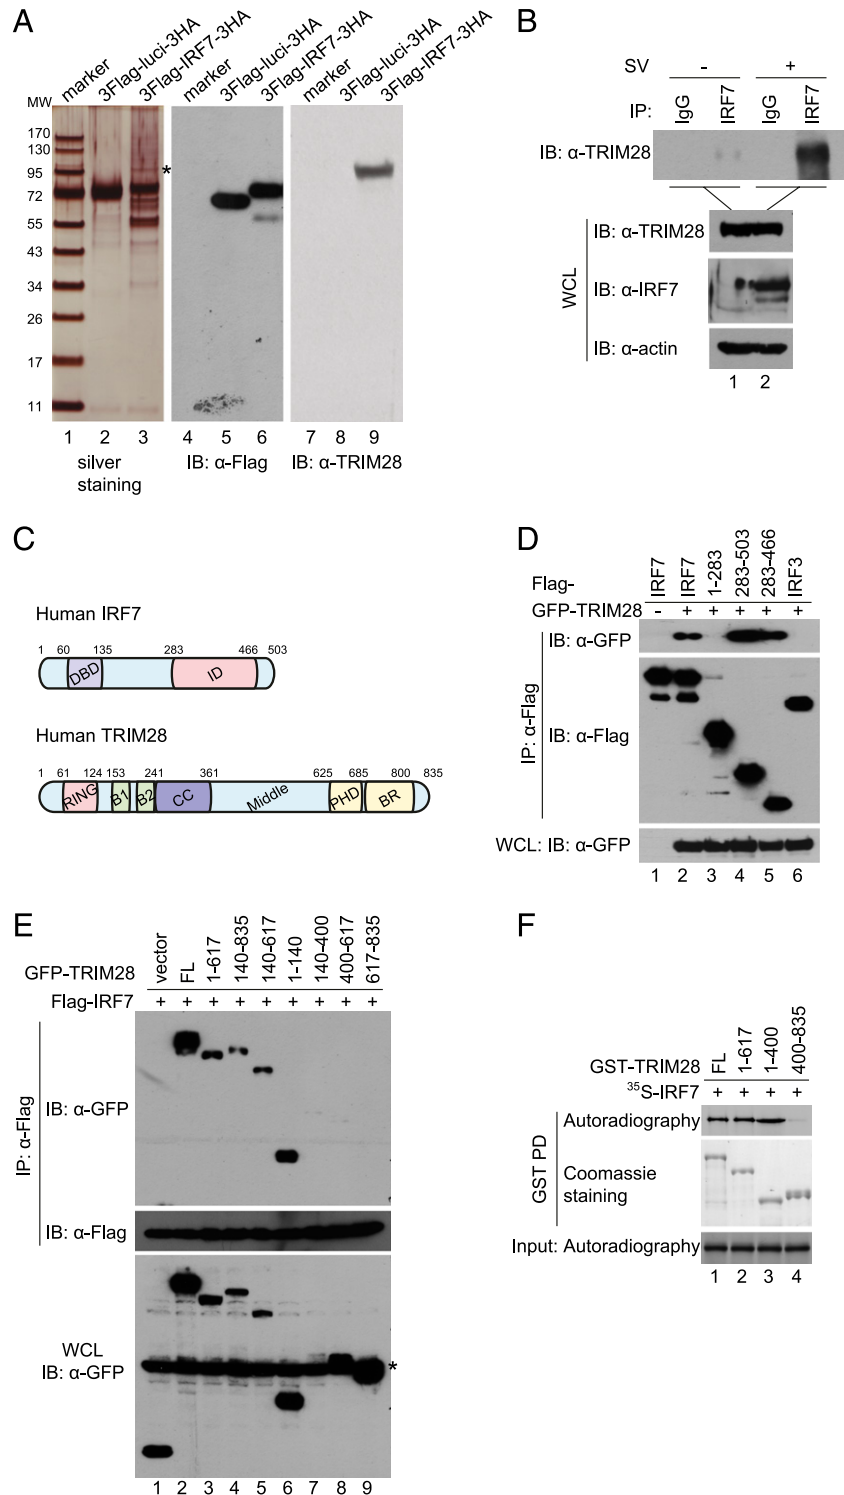 A
marker
3Flag-luci-3HA
3Flag-IRF7-3HA
marker
3Flag-luci-3HA
3Flag-IRF7-3HA
marker
3Flag-luci-3HA
3Flag-IRF7-3HA
MW
170
130
95 *
72
55
43
34
26
17
11
1 2 3 4 5 6 7 8 9
silver staining
IB: α-Flag
IB: α-TRIM28
B
SV - +
IP: IgG IRF7 IgG IRF7
IB: α-TRIM28
WCL
IB: α-TRIM28
IB: α-IRF7
IB: α-actin
1 2
C
Human IRF7
1 60 135 283 466 503
DBD ID
Human TRIM28
1 61 124 153 241 361 625 685 800 835
RING B1 B2 CC Middle PHD BR
D
Flag- IRF7 IRF7 1-283 283-503 283-466 IRF3
GFP-TRIM28 - + + + + +
IP: α-Flag
IB: α-GFP
IB: α-Flag
WCL: IB: α-GFP
1 2 3 4 5 6
E
GFP-TRIM28 vector FL 1-617 140-835 140-617 1-140 140-400 400-617 617-835
Flag-IRF7 + + + + + + + + +
IP: α-Flag
IB: α-GFP
IB: α-Flag
WCL
IB: α-GFP *
1 2 3 4 5 6 7 8 9
F
GST-TRIM28 FL 1-617 1-400 400-835
³⁵S-IRF7 + + + +
GST PD
Autoradiography
Coomassie
staining
Input: Autoradiography
1 2 3 4